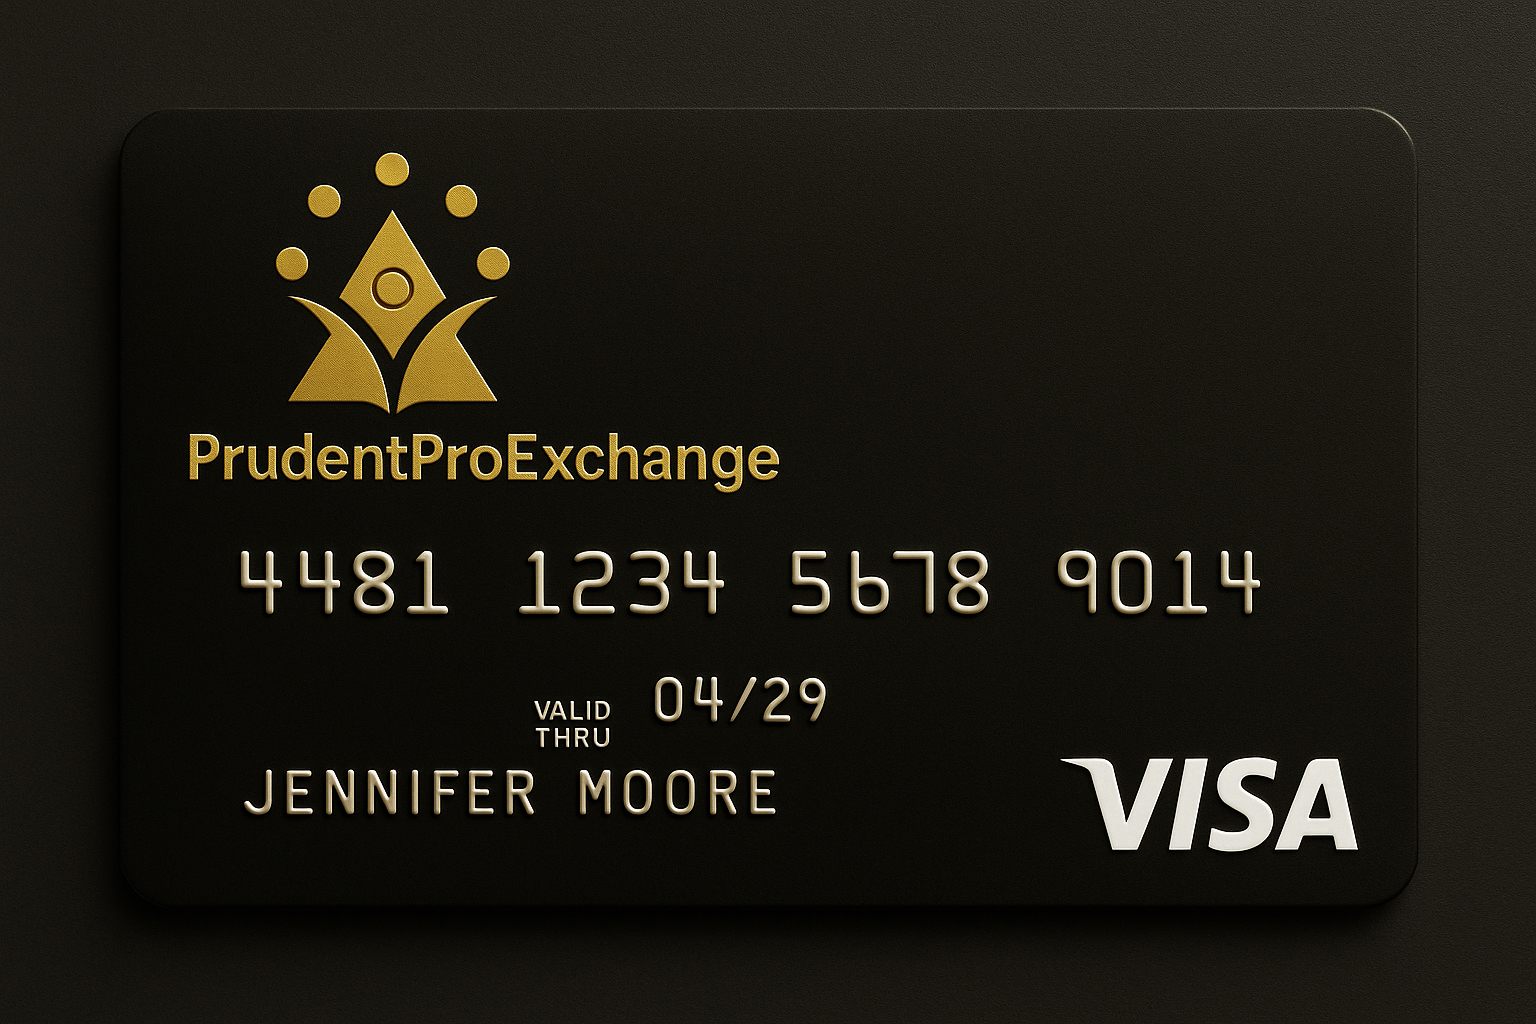 PrudentProExchange
4481 1234 5678 9014
VALID THRU 04/29
JENNIFER MOORE
VISA